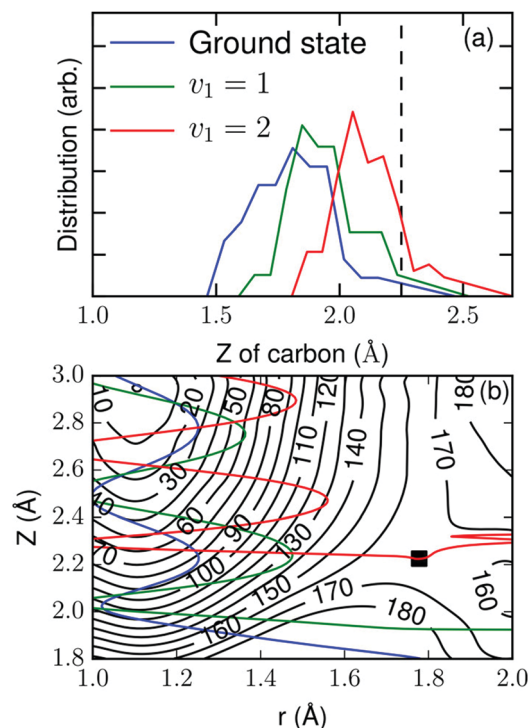 (a)
Ground state
v₁ = 1
v₁ = 2
Distribution (arb.)
1.0 1.5 2.0 2.5
Z of carbon (Å)
(b)
3.0
2.8
2.6
2.4
2.2
2.0
1.8
Z (Å)
10 20 50 80 120 180
110 140 170
30
40 60 90 130
10 100 150 170 160
160 180
1.0 1.2 1.4 1.6 1.8 2.0
r (Å)